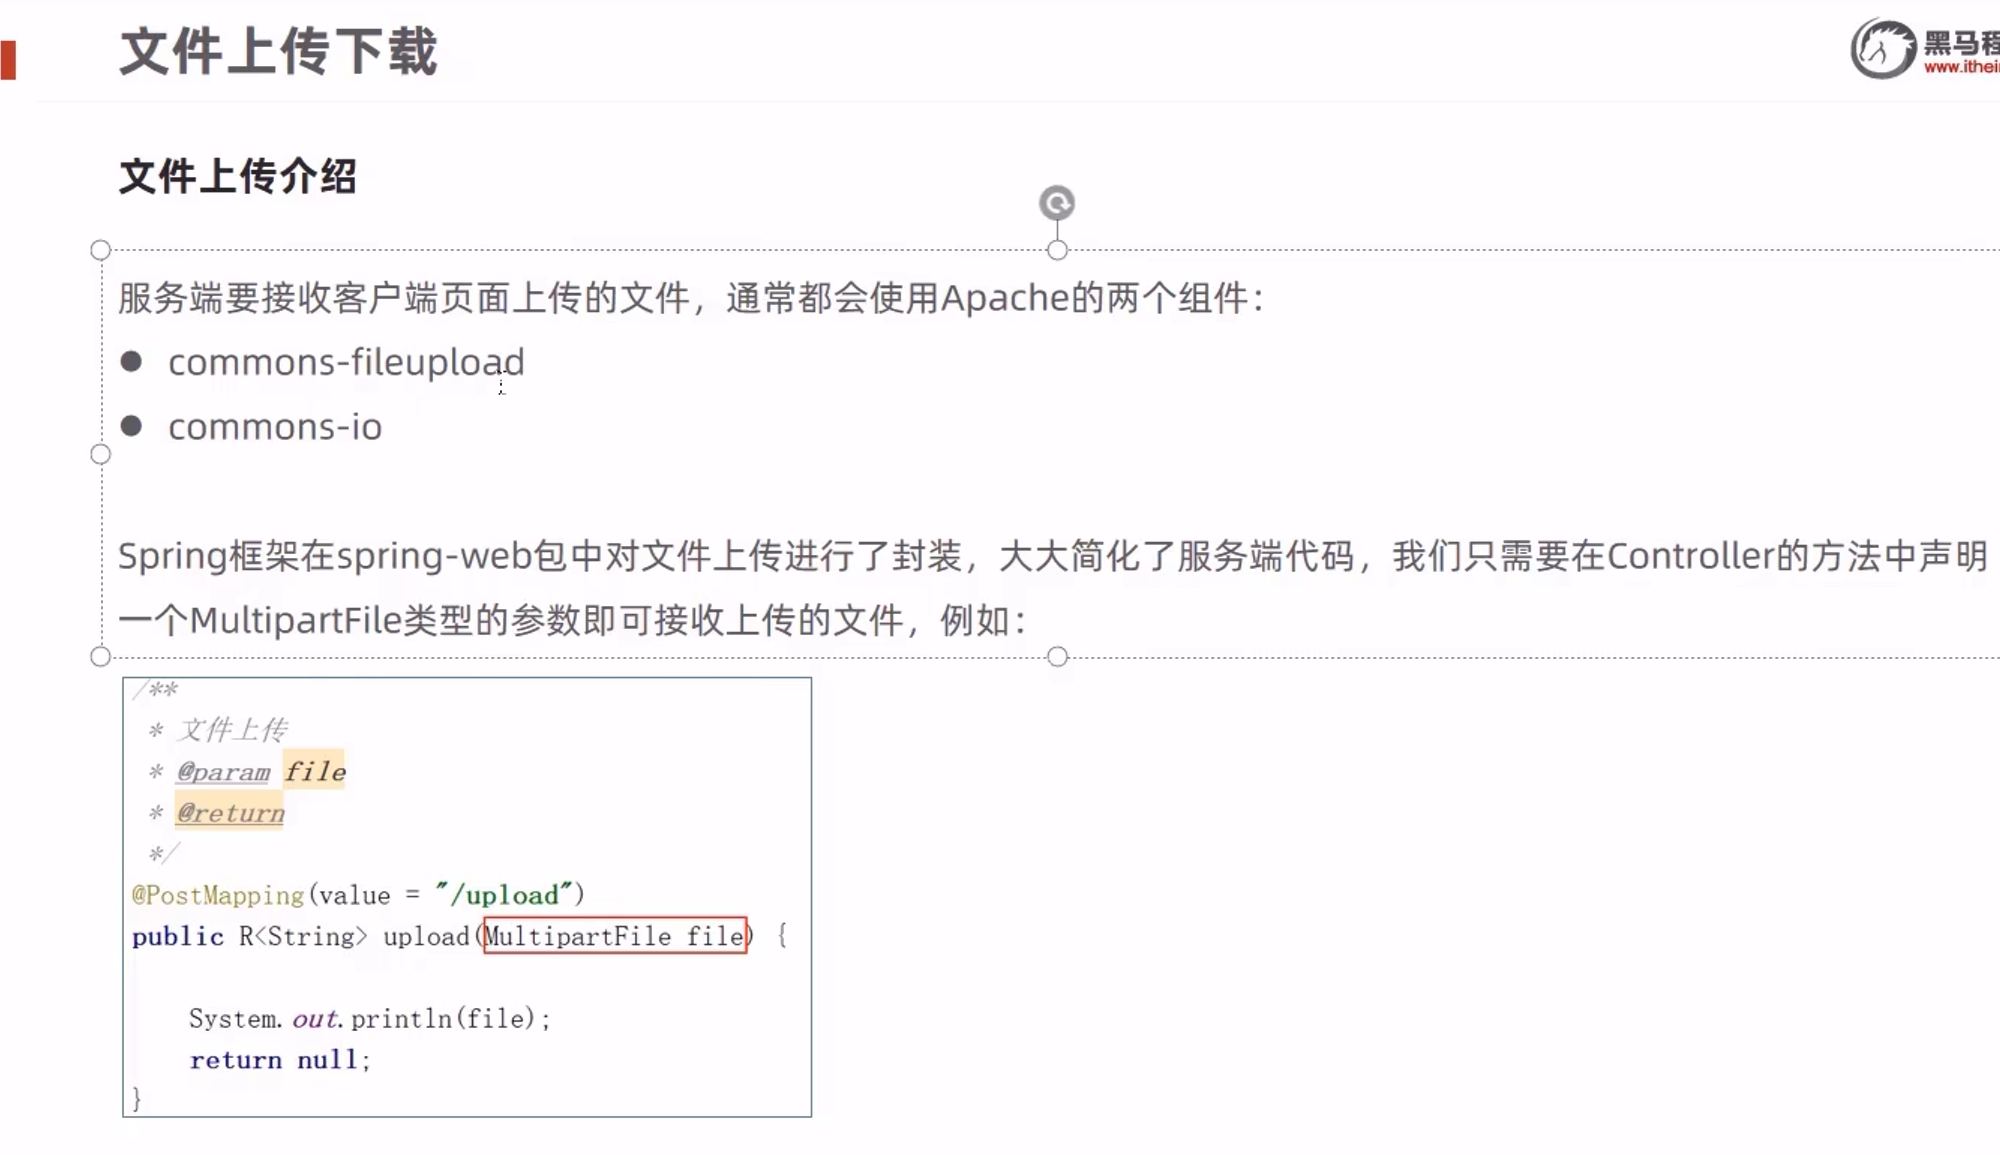 文件上传下载
黑马程
www.ithei
文件上传介绍
服务端要接收客户端页面上传的文件，通常都会使用Apache的两个组件：
● commons-fileupload
● commons-io
Spring框架在spring-web包中对文件上传进行了封装，大大简化了服务端代码，我们只需要在Controller的方法中声明
一个MultipartFile类型的参数即可接收上传的文件，例如：
/**
* 文件上传
* @param file
* @return
*/
@PostMapping(value = "/upload")
public R<String> upload(MultipartFile file) {
System.out.println(file);
return null;
}